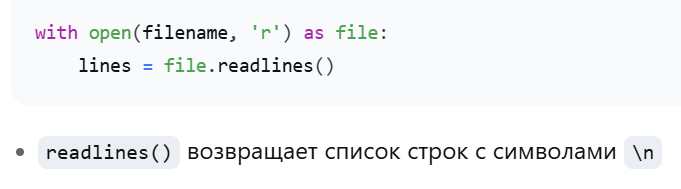 with open(filename, 'r') as file:
    lines = file.readlines()
• readlines() возвращает список строк с символами \n